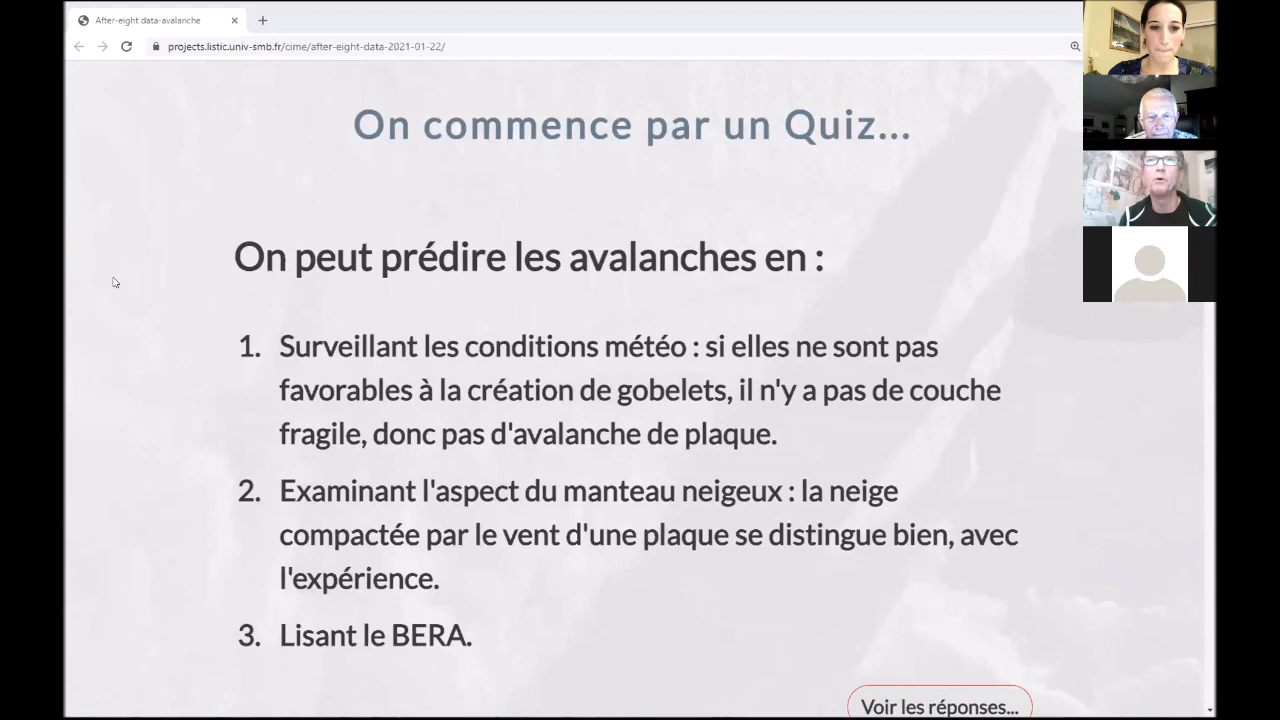 After-eight data-avalanche
projects.listic.univ-smb.fr/cime/after-eight-data-2021-01-22/
On commence par un Quiz...
On peut prédire les avalanches en :
1. Surveillant les conditions météo : si elles ne sont pas
favorables à la création de gobelets, il n'y a pas de couche
fragile, donc pas d'avalanche de plaque.
2. Examinant l'aspect du manteau neigeux : la neige
compactée par le vent d'une plaque se distingue bien, avec
l'expérience.
3. Lisant le BERA.
Voir les réponses...